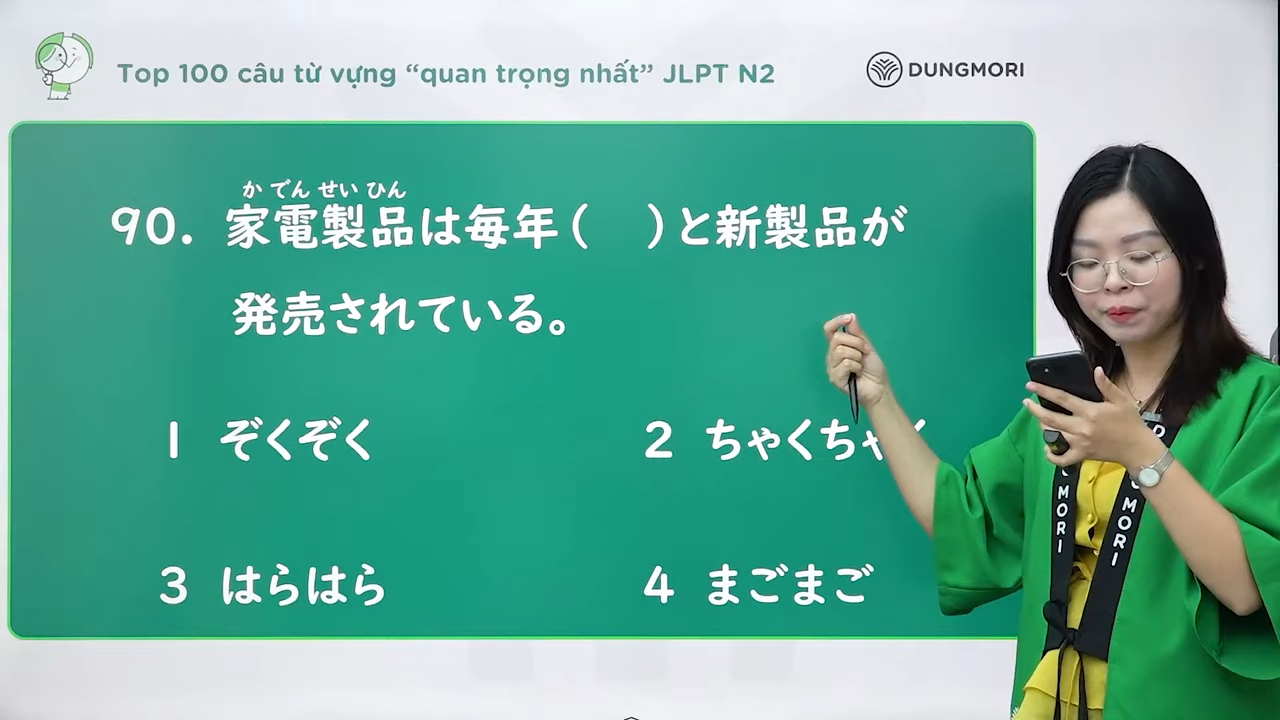 Top 100 câu từ vựng “quan trọng nhất” JLPT N2
DUNGMORI
か でん せい ひん
90. 家電製品は毎年(　)と新製品が
発売されている。
1 ぞくぞく
2 ちゃくちゃく
3 はらはら
4 まごまご
MORI
MORI